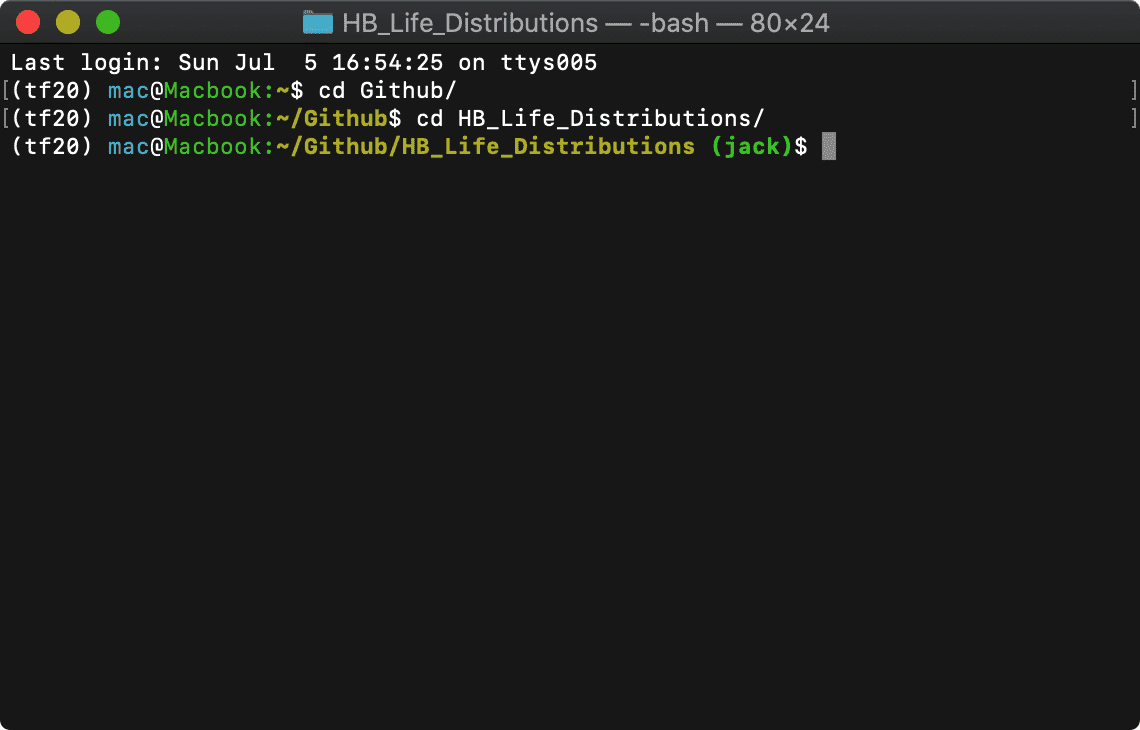 HB_Life_Distributions — -bash — 80×24
Last login: Sun Jul  5 16:54:25 on ttys005
[(tf20) mac@Macbook:~$ cd Github/ ]
[(tf20) mac@Macbook:~/Github$ cd HB_Life_Distributions/ ]
(tf20) mac@Macbook:~/Github/HB_Life_Distributions (jack)$